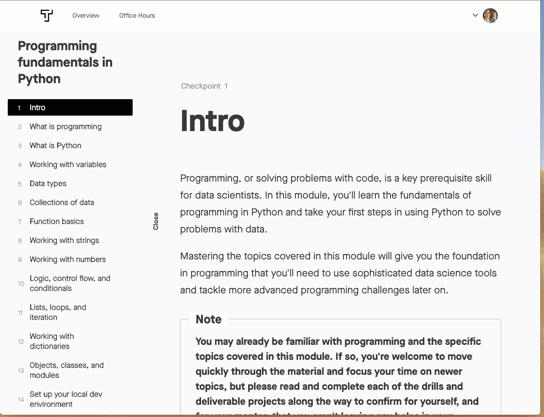 Overview
Office Hours
Programming
fundamentals in
Python
1 Intro
2 What is programming
3 What is Python
4 Working with variables
5 Data types
6 Collections of data
7 Function basics
8 Working with strings
9 Working with numbers
10 Logic, control flow, and
conditionals
11 Lists, loops, and
iteration
12 Working with
dictionaries
13 Objects, classes, and
modules
14 Set up your local dev
environment
Close
Checkpoint 1
Intro
Programming, or solving problems with code, is a key prerequisite skill
for data scientists. In this module, you'll learn the fundamentals of
programming in Python and take your first steps in using Python to solve
problems with data.
Mastering the topics covered in this module will give you the foundation
in programming that you'll need to use sophisticated data science tools
and tackle more advanced programming challenges later on.
Note
You may already be familiar with programming and the specific
topics covered in this module. If so, you're welcome to move
quickly through the material and focus your time on newer
topics, but please read and complete each of the drills and
deliverable projects along the way to confirm for yourself, and